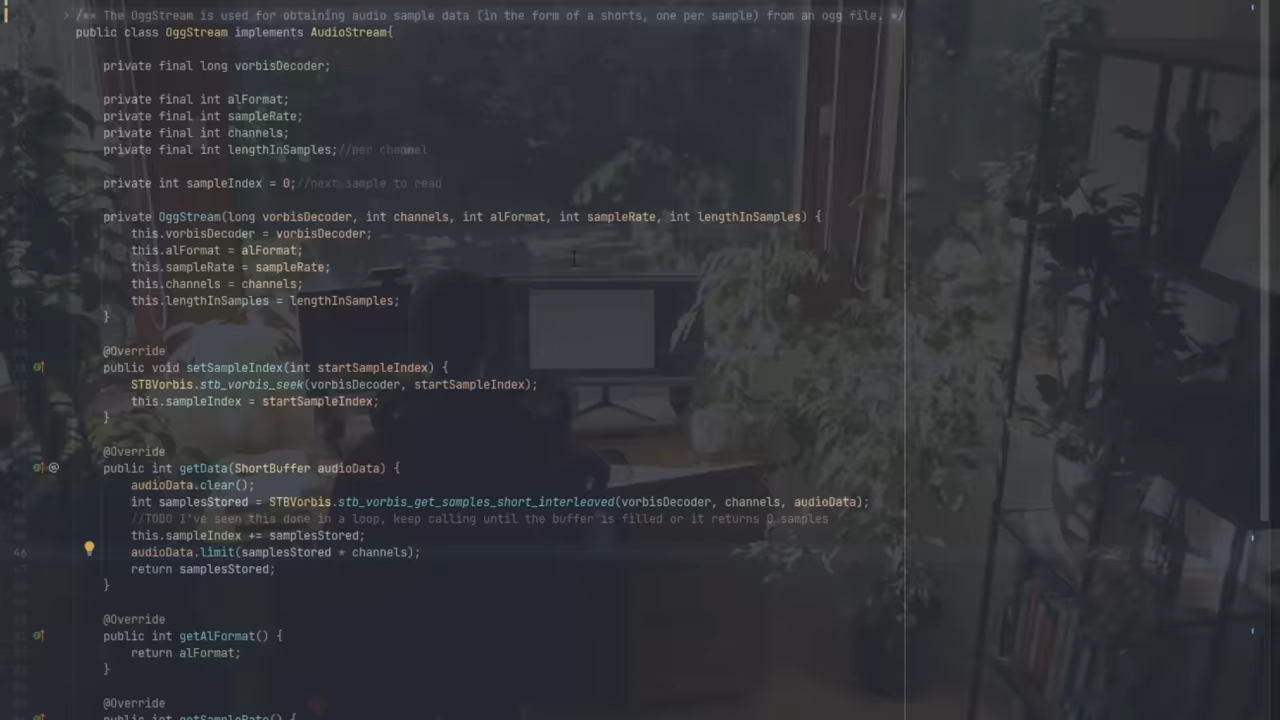 /** The OggStream is used for obtaining audio sample data (in the form of a shorts, one per sample) from an ogg file. */
public class OggStream implements AudioStream{
private final long vorbisDecoder;
private final int alFormat;
private final int sampleRate;
private final int channels;
private final int lengthInSamples;//per channel
private int sampleIndex = 0;//next sample to read
private OggStream(long vorbisDecoder, int channels, int alFormat, int sampleRate, int lengthInSamples) {
this.vorbisDecoder = vorbisDecoder;
this.alFormat = alFormat;
this.sampleRate = sampleRate;
this.channels = channels;
this.lengthInSamples = lengthInSamples;
}
@Override
public void setSampleIndex(int startSampleIndex) {
STBVorbis.stb_vorbis_seek(vorbisDecoder, startSampleIndex);
this.sampleIndex = startSampleIndex;
}
@Override
public int getData(ShortBuffer audioData) {
audioData.clear();
int samplesStored = STBVorbis.stb_vorbis_get_samples_short_interleaved(vorbisDecoder, channels, audioData);
//TODO I've seen this done in a loop, keep calling until the buffer is filled or it returns 0 samples
this.sampleIndex += samplesStored;
46 audioData.limit(samplesStored * channels);
return samplesStored;
}
@Override
public int getAlFormat() {
return alFormat;
}
@Override
public int getSampleRate() {